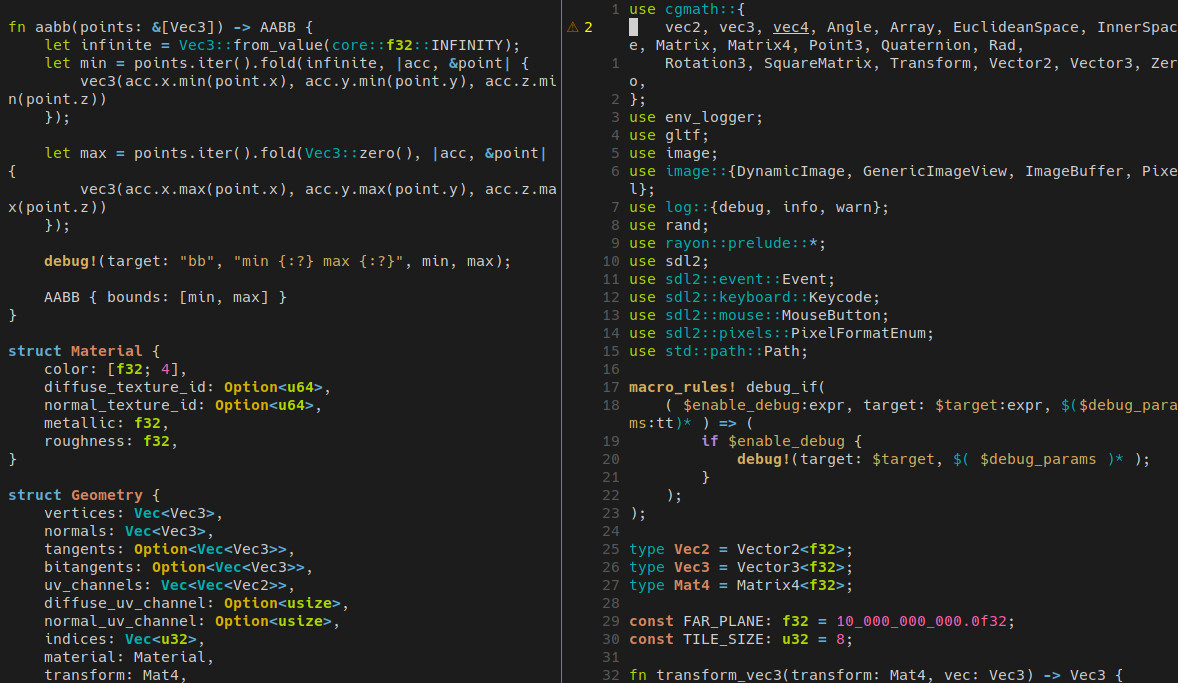 fn aabb(points: &[Vec3]) -> AABB {
    let infinite = Vec3::from_value(core::f32::INFINITY);
    let min = points.iter().fold(infinite, |acc, &point| {
        vec3(acc.x.min(point.x), acc.y.min(point.y), acc.z.mi
n(point.z))
    });

    let max = points.iter().fold(Vec3::zero(), |acc, &point|
{
        vec3(acc.x.max(point.x), acc.y.max(point.y), acc.z.ma
x(point.z))
    });

    debug!(target: "bb", "min {:?} max {:?}", min, max);

    AABB { bounds: [min, max] }
}

struct Material {
    color: [f32; 4],
    diffuse_texture_id: Option<u64>,
    normal_texture_id: Option<u64>,
    metallic: f32,
    roughness: f32,
}

struct Geometry {
    vertices: Vec<Vec3>,
    normals: Vec<Vec3>,
    tangents: Option<Vec<Vec3>>,
    bitangents: Option<Vec<Vec3>>,
    uv_channels: Vec<Vec<Vec2>>,
    diffuse_uv_channel: Option<usize>,
    normal_uv_channel: Option<usize>,
    indices: Vec<u32>,
    material: Material,
    transform: Mat4,
1 use cgmath::{
⚠ 2     vec2, vec3, vec4, Angle, Array, EuclideanSpace, InnerSpac
e, Matrix, Matrix4, Point3, Quaternion, Rad,
1     Rotation3, SquareMatrix, Transform, Vector2, Vector3, Zer
o,
2 };
3 use env_logger;
4 use gltf;
5 use image;
6 use image::{DynamicImage, GenericImageView, ImageBuffer, Pixe
l};
7 use log::{debug, info, warn};
8 use rand;
9 use rayon::prelude::*;
10 use sdl2;
11 use sdl2::event::Event;
12 use sdl2::keyboard::Keycode;
13 use sdl2::mouse::MouseButton;
14 use sdl2::pixels::PixelFormatEnum;
15 use std::path::Path;
16
17 macro_rules! debug_if(
18     ( $enable_debug:expr, target: $target:expr, $($debug_para
ms:tt)* ) => (
19         if $enable_debug {
20             debug!(target: $target, $( $debug_params )* );
21         }
22     );
23 );
24
25 type Vec2 = Vector2<f32>;
26 type Vec3 = Vector3<f32>;
27 type Mat4 = Matrix4<f32>;
28
29 const FAR_PLANE: f32 = 10_000_000_000.0f32;
30 const TILE_SIZE: u32 = 8;
31
32 fn transform_vec3(transform: Mat4, vec: Vec3) -> Vec3 {